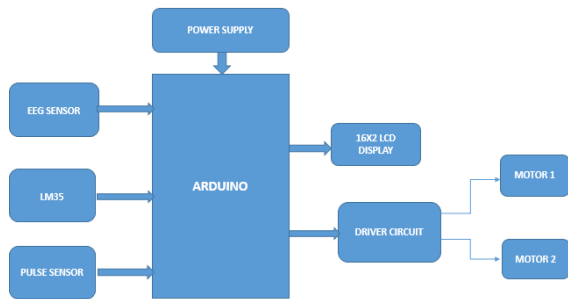 POWER SUPPLY
EEG SENSOR
16X2 LCD
DISPLAY
MOTOR 1
LM35
ARDUINO
DRIVER CIRCUIT
MOTOR 2
PULSE SENSOR